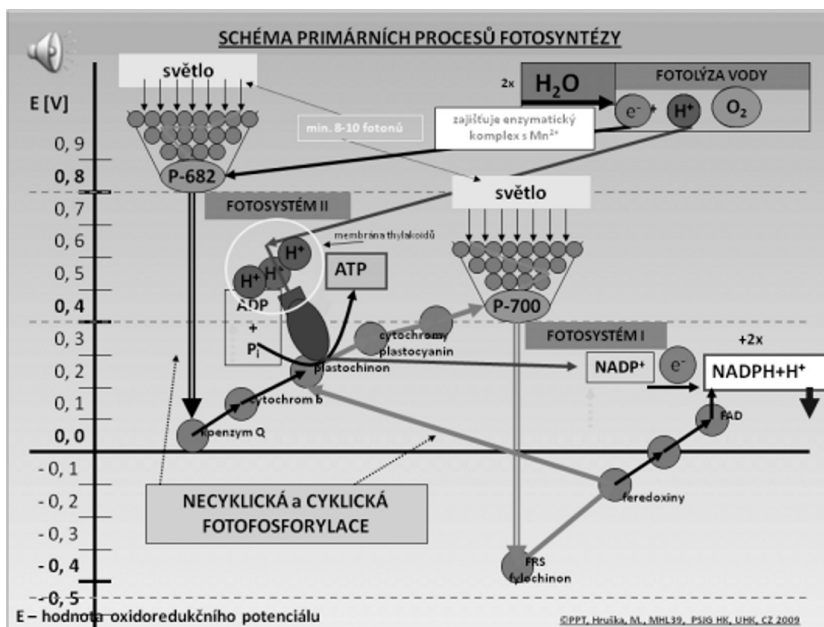 SCHÉMA PRIMÁRNÍCH PROCESŮ FOTOSYNTÉZY
světlo
2x
H₂O
FOTOLÝZA VODY
E [V]
e⁻
H⁺
O₂
min. 8-10 fotonů
zajišťuje enzymatický
komplex s Mn²⁺
0,9
0,8
P-682
světlo
0,7
FOTOSYSTÉM II
0,6
membrána thylakoidů
H⁺
H⁺
H⁺
0,5
ATP
ADP
+
Pᵢ
0,4
P-700
0,3
cytochromy
plastocyanin
FOTOSYSTÉM I
+2x
plastochinon
NADP⁺
e⁻
NADPH+H⁺
0,2
cytochrom b
0,1
FAD
0,0
koenzym Q
- 0,1
NECYKLICKÁ a CYKLICKÁ
FOTOFOSFORYLACE
feredoxiny
- 0,2
- 0,3
- 0,4
FRS
fylochinon
- 0,5
E – hodnota oxidoredukčního potenciálu
©PPT, Hruška, M., MHL39, PSJG HK, UHK, CZ 2009